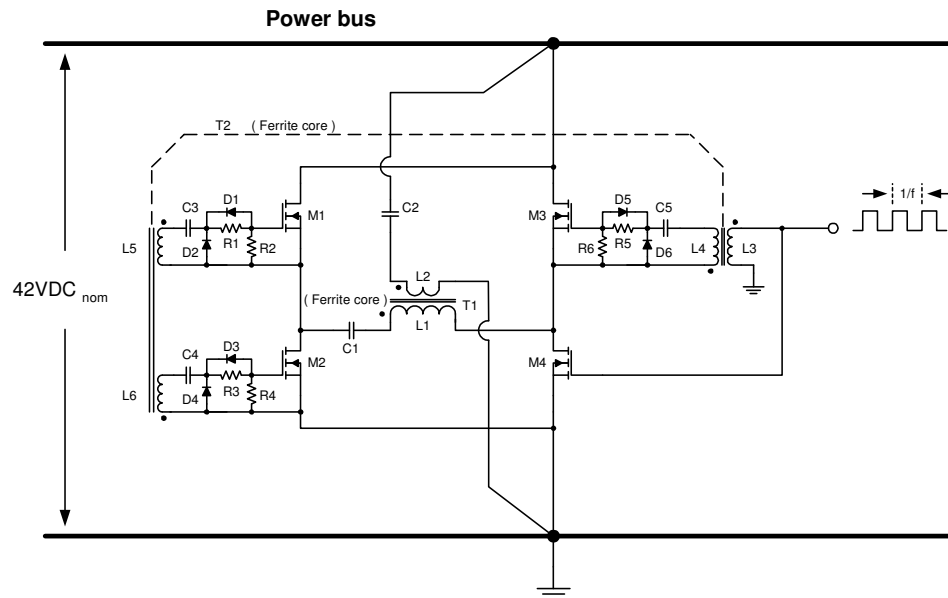 Power bus
T2 ( Ferrite core )
1/f
C3
D1
M1
C2
M3
D5
C5
L5
D2
R1
R2
R6
R5
D6
L4
L3
42VDC nom
L2
( Ferrite core )
T1
L1
C1
C4
D3
M2
M4
L6
D4
R3
R4